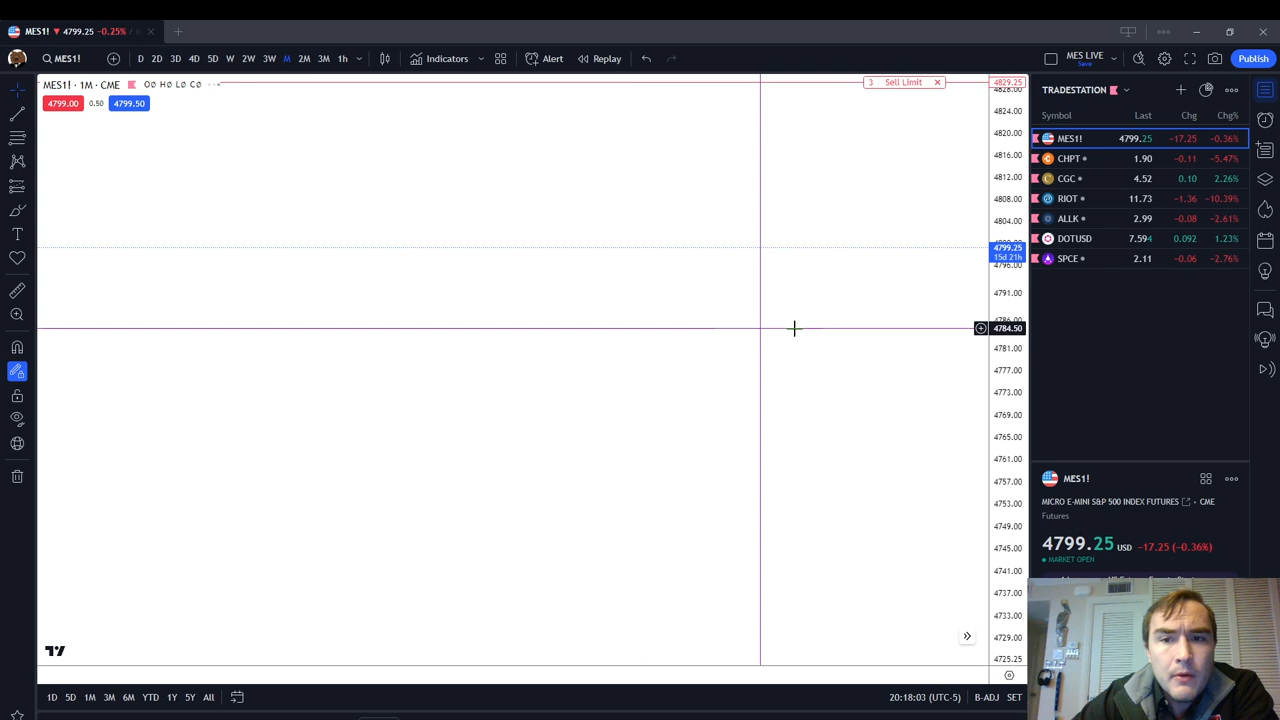 MES1! ▼ 4799.25 -0.25% /
MES1! D 2D 3D 4D 5D W 2W 3W M 2M 3M 1h Indicators Alert Replay MES LIVE Save Publish
MES1! · 1M · CME O∅ H∅ L∅ C∅
4799.00 0.50 4799.50
3 Sell Limit ×
4829.25
4828.00
4824.00
4820.00
4816.00
4812.00
4808.00
4804.00
4799.25
15d 21h
4796.00
4791.00
4784.50
4781.00
4777.00
4773.00
4769.00
4765.00
4761.00
4757.00
4753.00
4749.00
4745.00
4741.00
4737.00
4733.00
4729.00
4725.25
TRADESTATION
Symbol Last Chg Chg%
MES1! 4799.25 −17.25 −0.36%
CHPT 1.90 −0.11 −5.47%
CGC 4.52 0.10 2.26%
RIOT 11.73 −1.36 −10.39%
ALLK 2.99 −0.08 −2.61%
DOTUSD 7.594 0.092 1.23%
SPCE 2.11 −0.06 −2.76%
MES1!
MICRO E-MINI S&P 500 INDEX FUTURES · CME
Futures
4799.25 USD −17.25 (−0.36%)
MARKET OPEN
1D 5D 1M 3M 6M YTD 1Y 5Y All
20:18:03 (UTC-5) B-ADJ SET